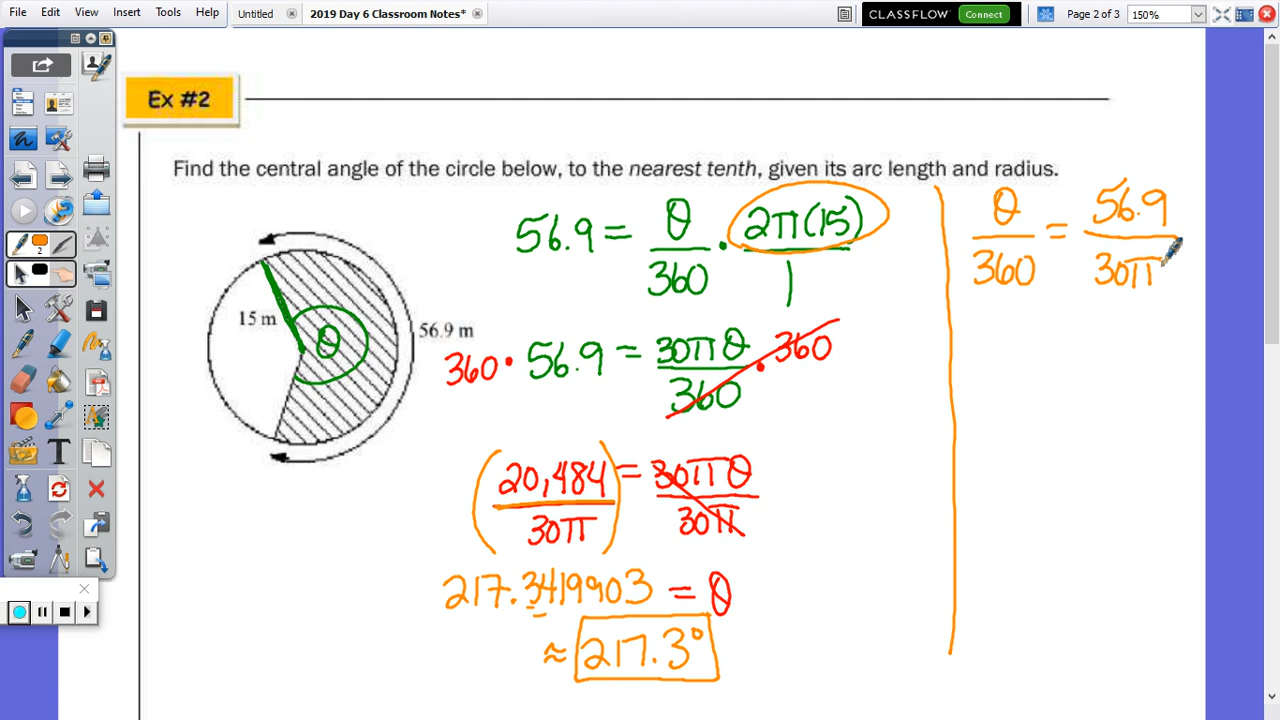 File Edit View Insert Tools Help Untitled 2019 Day 6 Classroom Notes* CLASSFLOW Connect Page 2 of 3 150%
2
Ex #2
Find the central angle of the circle below, to the nearest tenth, given its arc length and radius.
15 m
θ
56.9 m
56.9 = θ/360 · 2π(15)/1
360 · 56.9 = 30πθ/360 · 360
20,484/30π = 30πθ/30π
217.3419903 = θ
≈ 217.3°
θ/360 = 56.9/30π